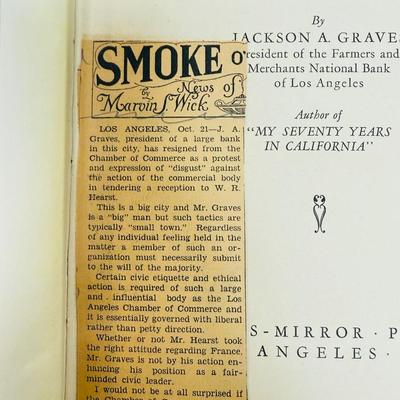 SMOKE
by
News of
Marvin S. Wick
LOS ANGELES, Oct. 21—J. A.
Graves, president of a large bank
in this city, has resigned from the
Chamber of Commerce as a protest
and expression of "disgust" against
the action of the commercial body
in tendering a reception to W. R.
Hearst.
This is a big city and Mr. Graves
is a "big" man but such tactics are
typically "small town." Regardless
of any individual feeling held in the
matter a member of such an or-
ganization must necessarily submit
to the will of the majority.
Certain civic etiquette and ethical
action is required of such a large
and influential body as the Los
Angeles Chamber of Commerce and
it is essentially governed with liberal
rather than petty direction.
Whether or not Mr. Hearst took
the right attitude regarding France,
Mr. Graves is not by his action en-
hancing his position as a fair-
minded civic leader.
I would not be at all surprised if
the Chamber of
By
JACKSON A. GRAVES
President of the Farmers and
Merchants National Bank
of Los Angeles
Author of
"MY SEVENTY YEARS
IN CALIFORNIA"
S-MIRROR · P
ANGELES ·